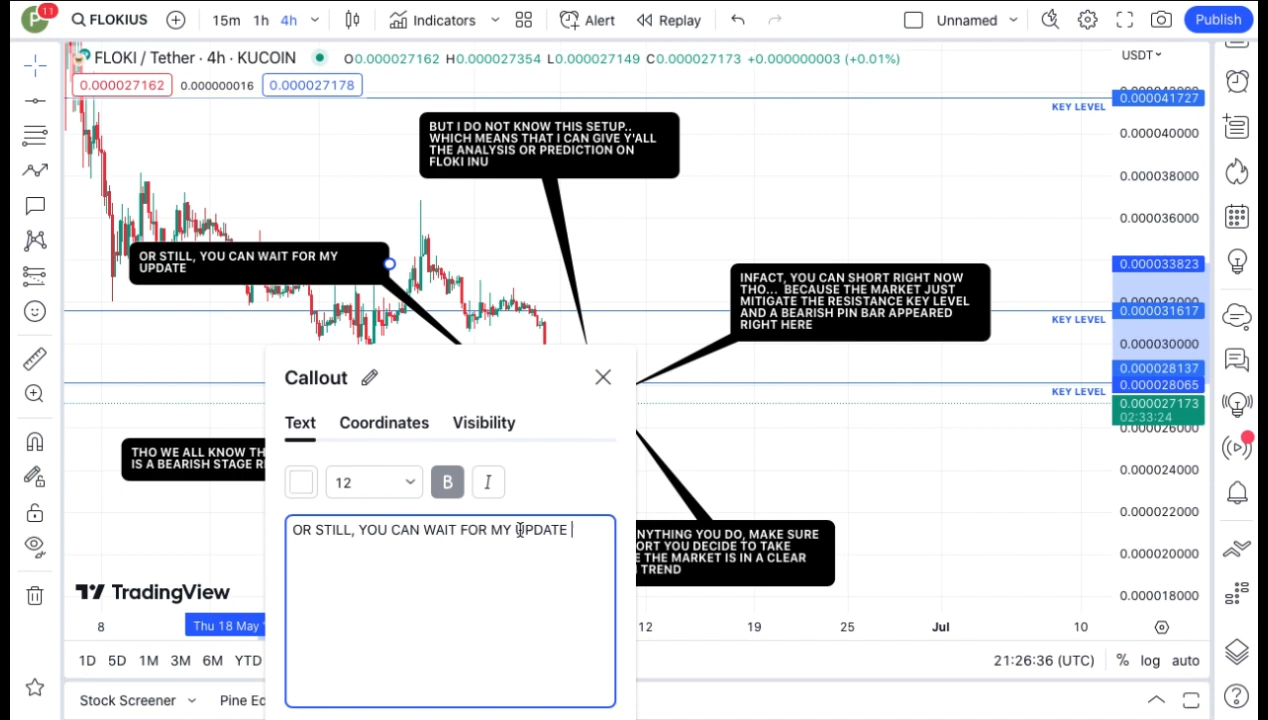 P 11 FLOKIUS 15m 1h 4h Indicators Alert Replay Unnamed Publish
FLOKI / Tether · 4h · KUCOIN O0.000027162 H0.000027354 L0.000027149 C0.000027173 +0.000000003 (+0.01%)
USDT
0.000027162 0.000000016 0.000027178
0.000041727
KEY LEVEL
0.000040000
0.000038000
0.000036000
0.000033823
0.000032000
0.000031617
KEY LEVEL
0.000030000
0.000028137
0.000028065
KEY LEVEL
0.000027173
02:33:24
0.000026000
0.000024000
0.000022000
0.000020000
0.000018000
BUT I DO NOT KNOW THIS SETUP..
WHICH MEANS THAT I CAN GIVE Y'ALL
THE ANALYSIS OR PREDICTION ON
FLOKI INU
OR STILL, YOU CAN WAIT FOR MY
UPDATE
INFACT, YOU CAN SHORT RIGHT NOW
THO... BECAUSE THE MARKET JUST
MITIGATE THE RESISTANCE KEY LEVEL
AND A BEARISH PIN BAR APPEARED
RIGHT HERE
THO WE ALL KNOW TH
IS A BEARISH STAGE R
NYTHING YOU DO, MAKE SURE
ORT YOU DECIDE TO TAKE
E THE MARKET IS IN A CLEAR
TREND
Callout
Text Coordinates Visibility
12 B I
OR STILL, YOU CAN WAIT FOR MY UPDATE
TradingView
8 Thu 18 May 12 19 25 Jul 10
1D 5D 1M 3M 6M YTD 21:26:36 (UTC) % log auto
Stock Screener Pine Ed